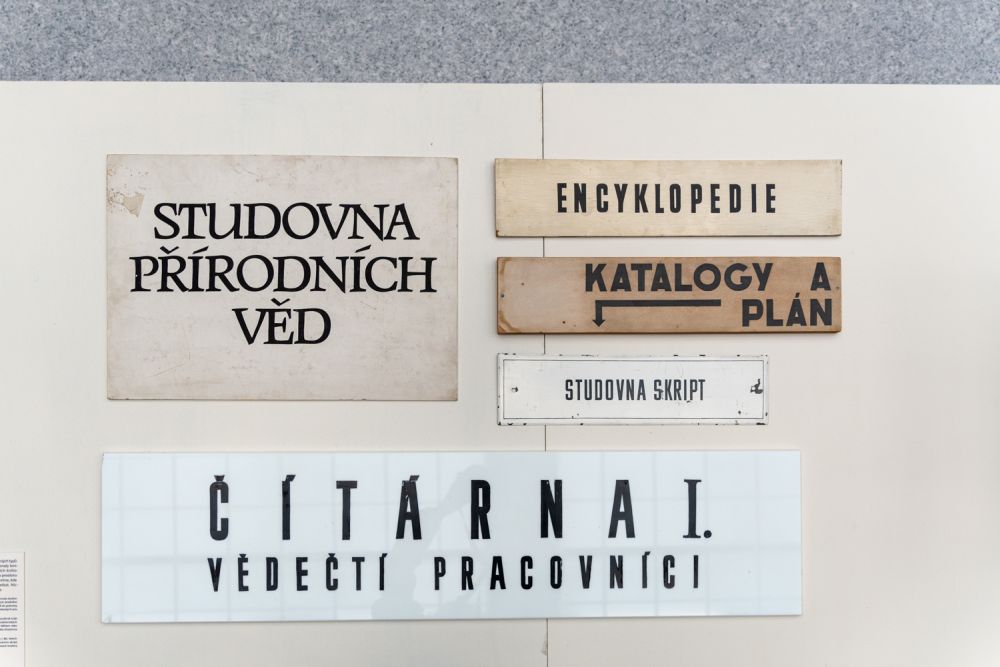 STUDOVNA
PŘÍRODNÍCH
VĚD
ENCYKLOPEDIE
KATALOGY A
PLÁN
STUDOVNA SKRIPT
ČÍTÁRNA I.
VĚDEČTÍ PRACOVNÍCI